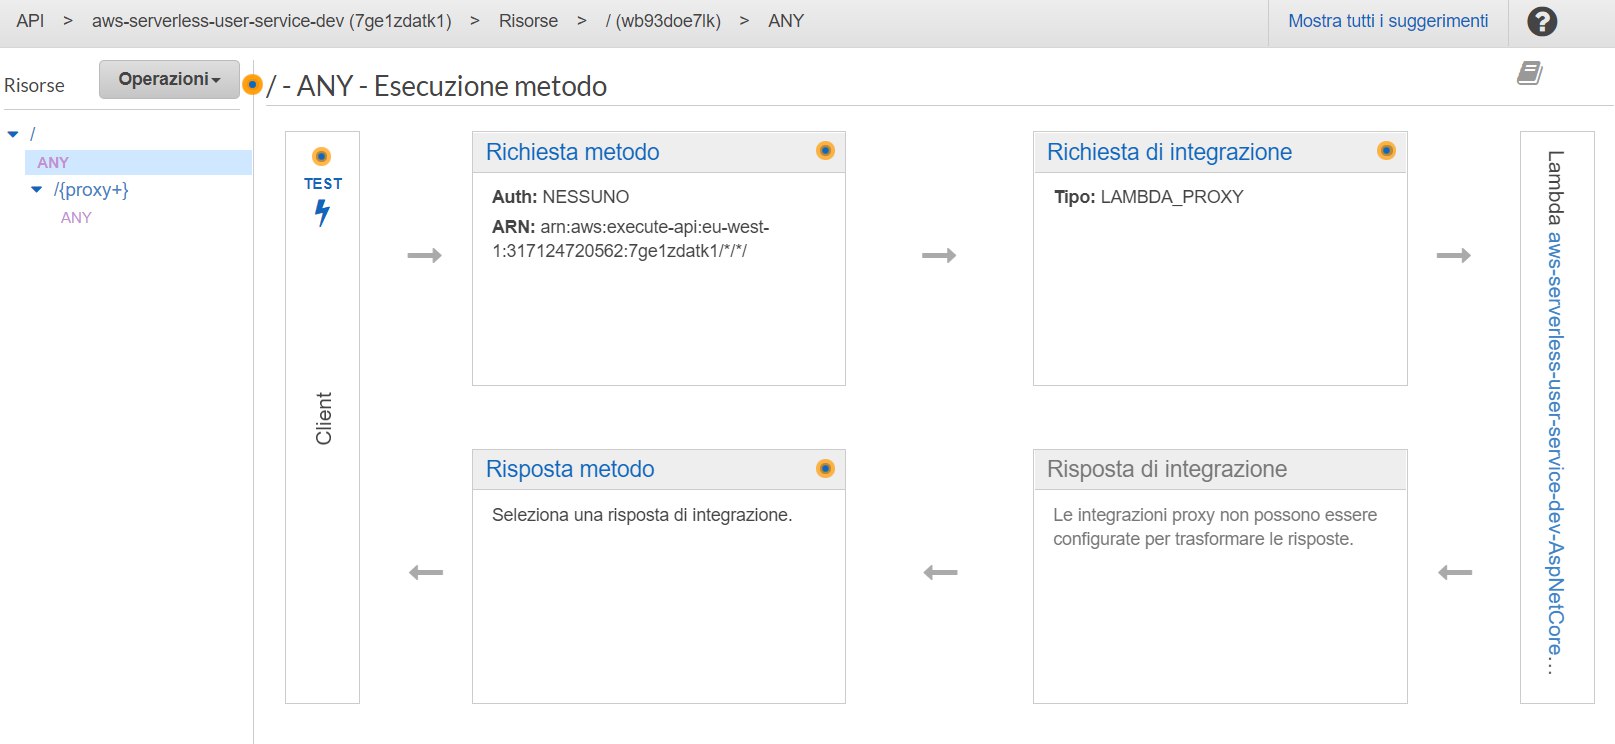 API > aws-serverless-user-service-dev (7ge1zdatk1) > Risorse > / (wb93doe7lk) > ANY
Mostra tutti i suggerimenti
?
Risorse
Operazioni
/ - ANY - Esecuzione metodo
/
ANY
/{proxy+}
ANY
TEST
Client
Richiesta metodo
Auth: NESSUNO
ARN: arn:aws:execute-api:eu-west-
1:317124720562:7ge1zdatk1/*/*/
Richiesta di integrazione
Tipo: LAMBDA_PROXY
Lambda aws-serverless-user-service-dev-AspNetCore…
Risposta metodo
Seleziona una risposta di integrazione.
Risposta di integrazione
Le integrazioni proxy non possono essere
configurate per trasformare le risposte.